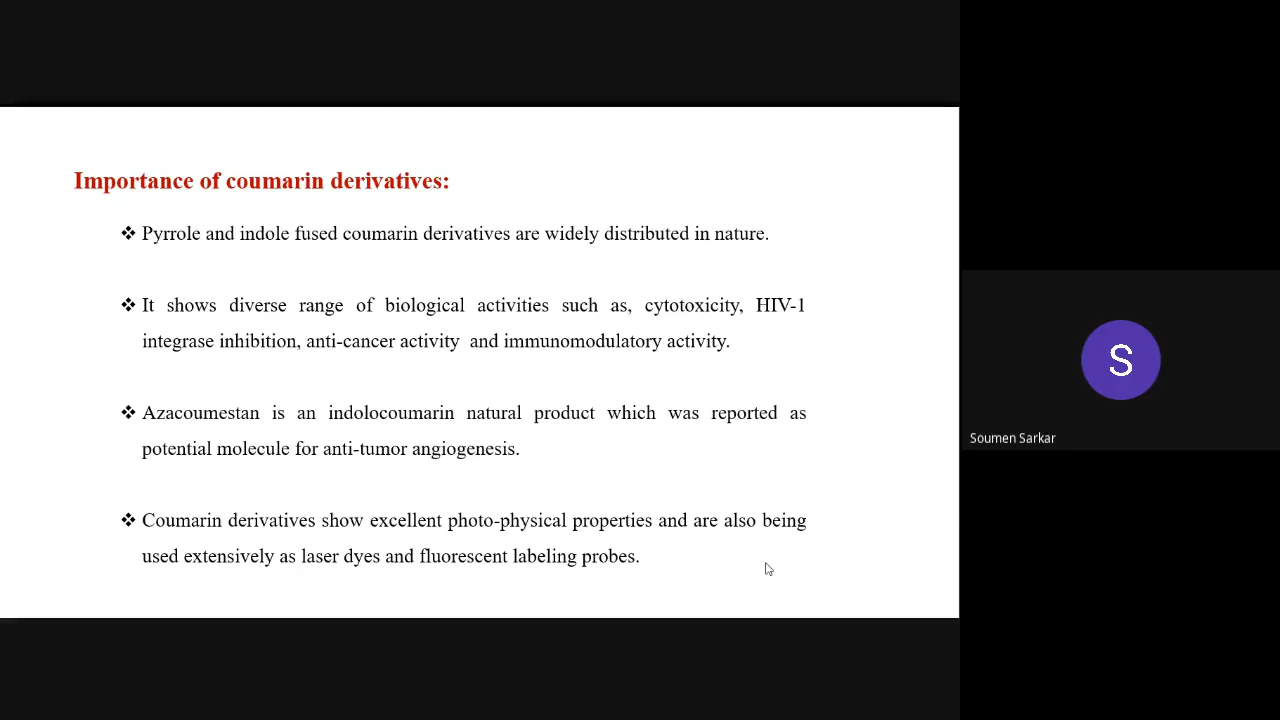 Importance of coumarin derivatives:
❖ Pyrrole and indole fused coumarin derivatives are widely distributed in nature.
❖ It shows diverse range of biological activities such as, cytotoxicity, HIV-1
integrase inhibition, anti-cancer activity and immunomodulatory activity.
❖ Azacoumestan is an indolocoumarin natural product which was reported as
potential molecule for anti-tumor angiogenesis.
❖ Coumarin derivatives show excellent photo-physical properties and are also being
used extensively as laser dyes and fluorescent labeling probes.
S
Soumen Sarkar